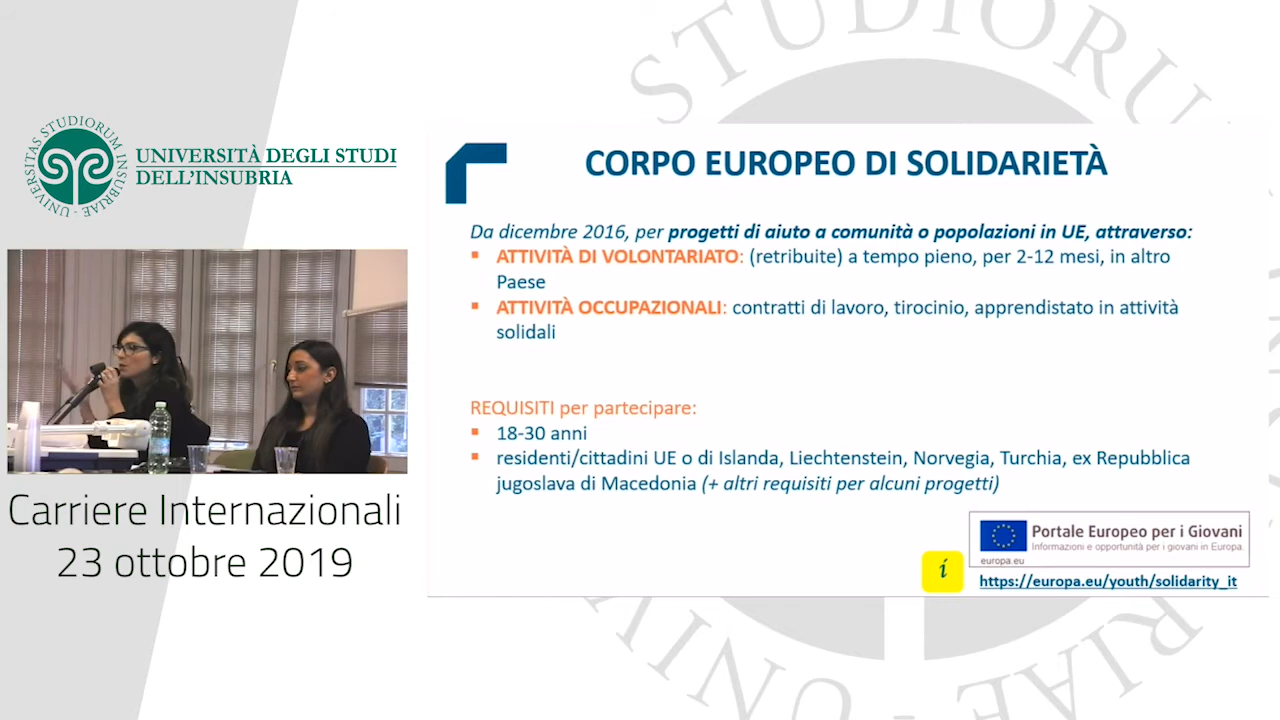 STUDIORU
UNIVERSITAS STUDIORUM INSUBRIAE
UNIVERSITÀ DEGLI STUDI
DELL'INSUBRIA
CORPO EUROPEO DI SOLIDARIETÀ
Da dicembre 2016, per progetti di aiuto a comunità o popolazioni in UE, attraverso:
▪ ATTIVITÀ DI VOLONTARIATO: (retribuite) a tempo pieno, per 2-12 mesi, in altro
Paese
▪ ATTIVITÀ OCCUPAZIONALI: contratti di lavoro, tirocinio, apprendistato in attività
solidali
REQUISITI per partecipare:
▪ 18-30 anni
▪ residenti/cittadini UE o di Islanda, Liechtenstein, Norvegia, Turchia, ex Repubblica
jugoslava di Macedonia (+ altri requisiti per alcuni progetti)
Portale Europeo per i Giovani
Informazioni e opportunità per i giovani in Europa.
europa.eu
i
https://europa.eu/youth/solidarity_it
Carriere Internazionali
23 ottobre 2019
UNIV
RIAE